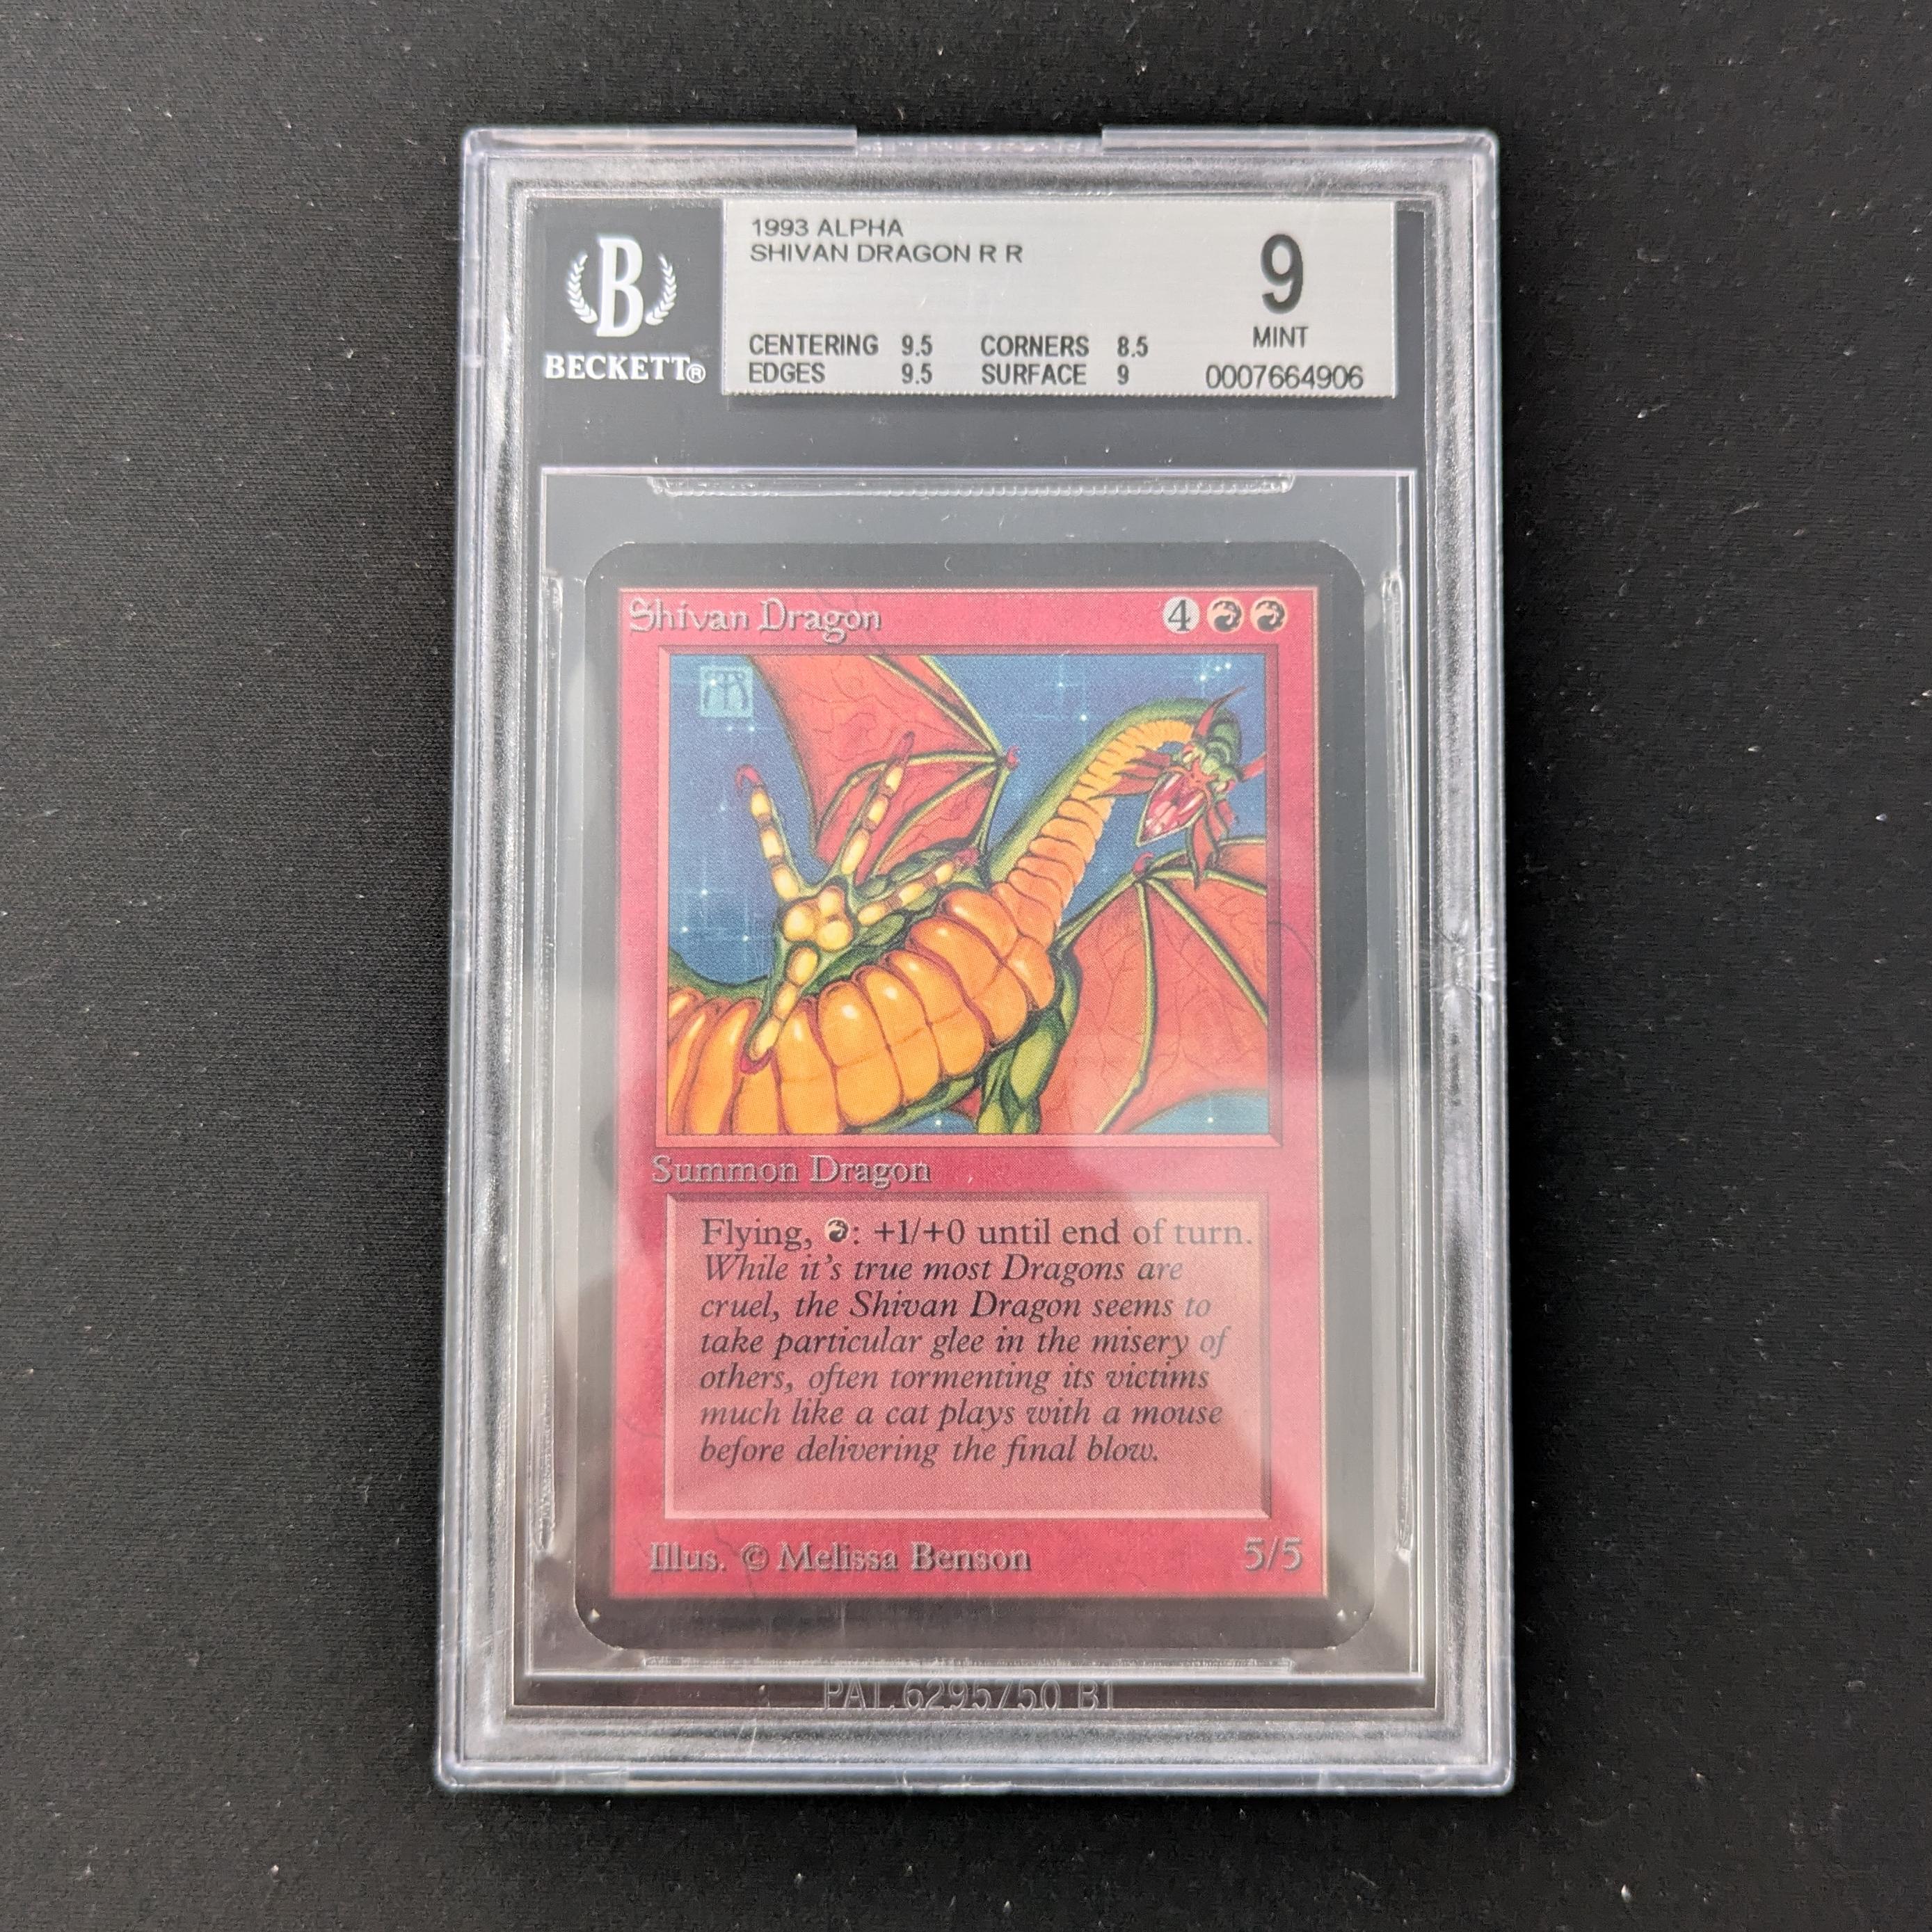 1993 ALPHA
SHIVAN DRAGON R R
9
MINT
CENTERING 9.5 CORNERS 8.5
EDGES 9.5 SURFACE 9
0007664906
B
BECKETT®
Shivan Dragon 4
Summon Dragon
Flying, : +1/+0 until end of turn.
While it's true most Dragons are
cruel, the Shivan Dragon seems to
take particular glee in the misery of
others, often tormenting its victims
much like a cat plays with a mouse
before delivering the final blow.
Illus. © Melissa Benson 5/5
PAT. 6295750 B1